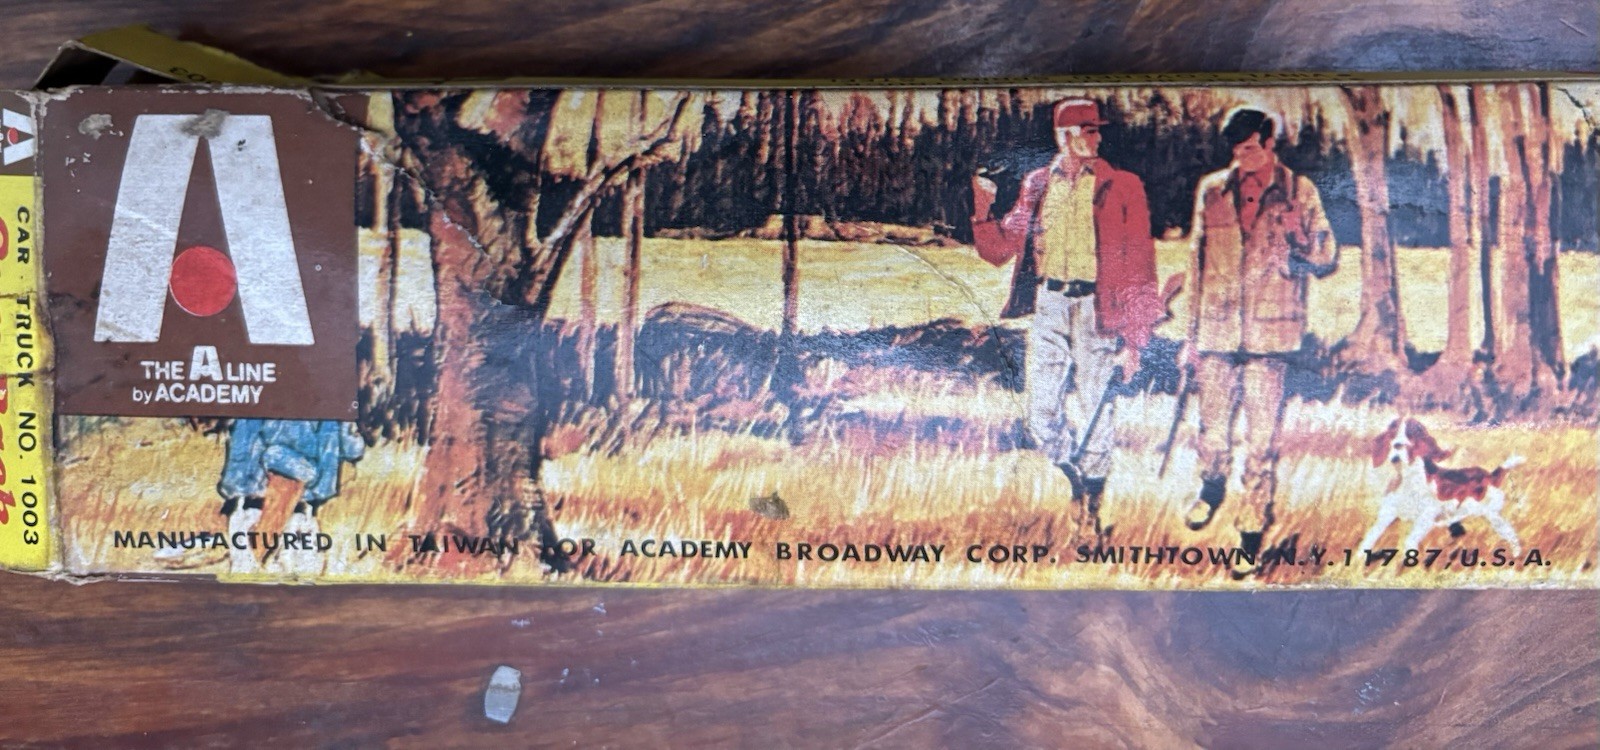 THE A LINE
by ACADEMY
MANUFACTURED IN TAIWAN FOR ACADEMY BROADWAY CORP. SMITHTOWN, N.Y. 11787, U.S.A.
CAR · TRUCK NO. 1003